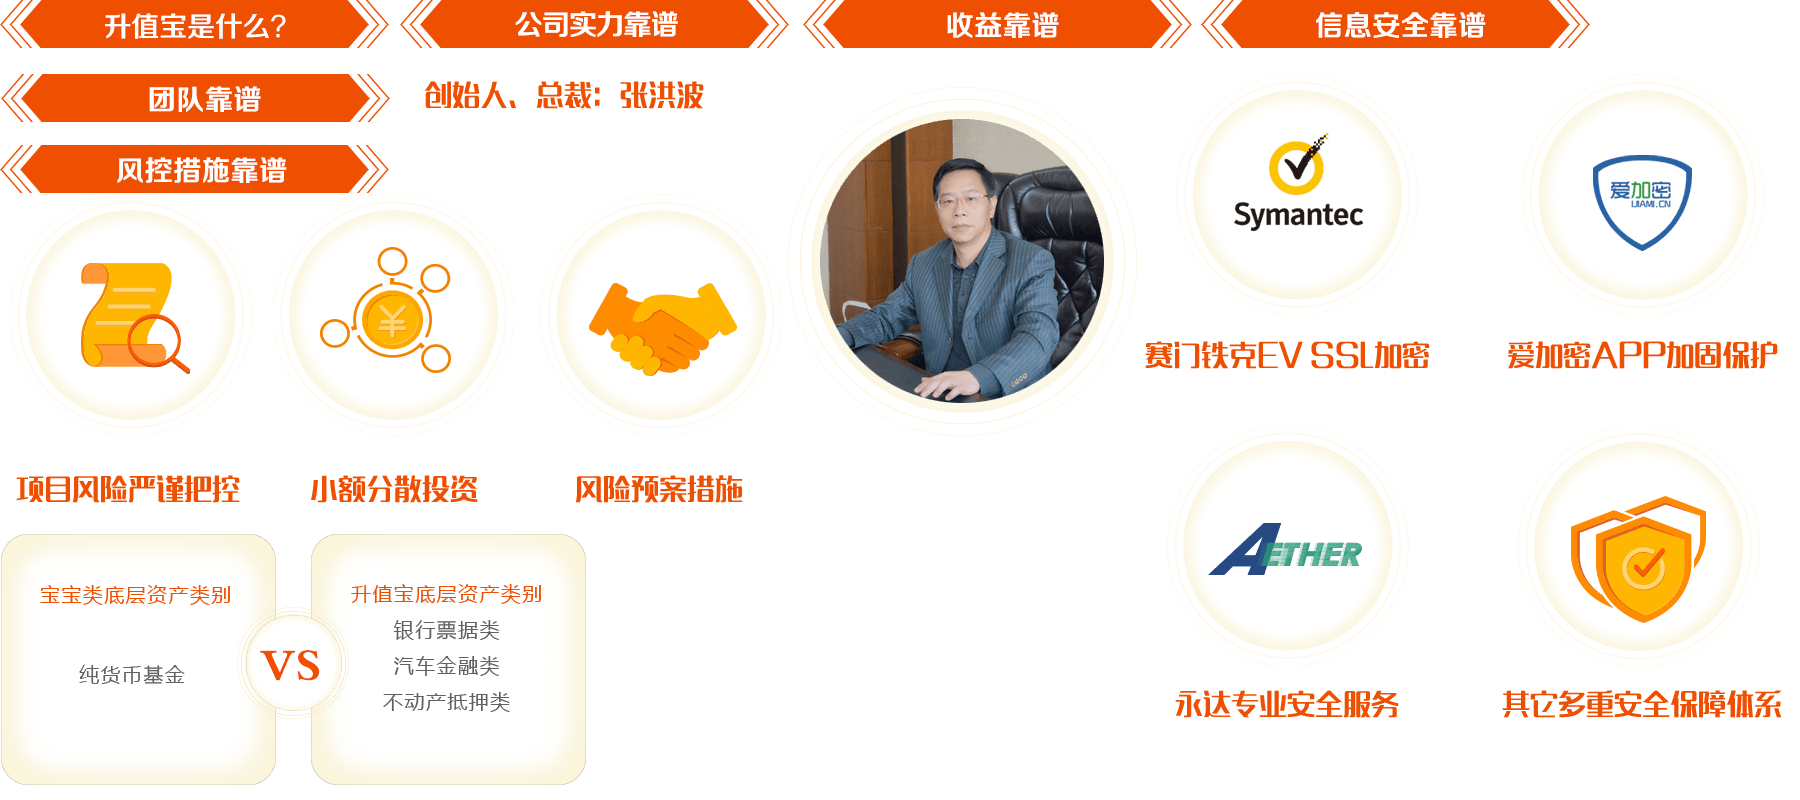 升值宝是什么?
公司实力靠谱
收益靠谱
信息安全靠谱
团队靠谱
创始人、总裁：张洪波
风控措施靠谱
Symantec
爱加密
IJIAMI.CN
赛门铁克EV SSL加密
爱加密APP加固保护
项目风险严谨把控
小额分散投资
风险预案措施
AETHER
永达专业安全服务
其它多重安全保障体系
宝宝类底层资产类别
纯货币基金
VS
升值宝底层资产类别
银行票据类
汽车金融类
不动产抵押类